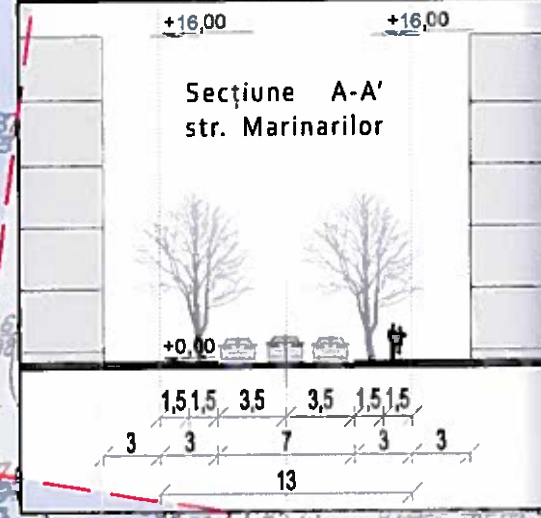 +16,00 +16,00
Secțiune A-A'
str. Marinarilor
+0,00
1,5 1,5 3,5 3,5 1,5 1,5
3 3 7 3 3
13